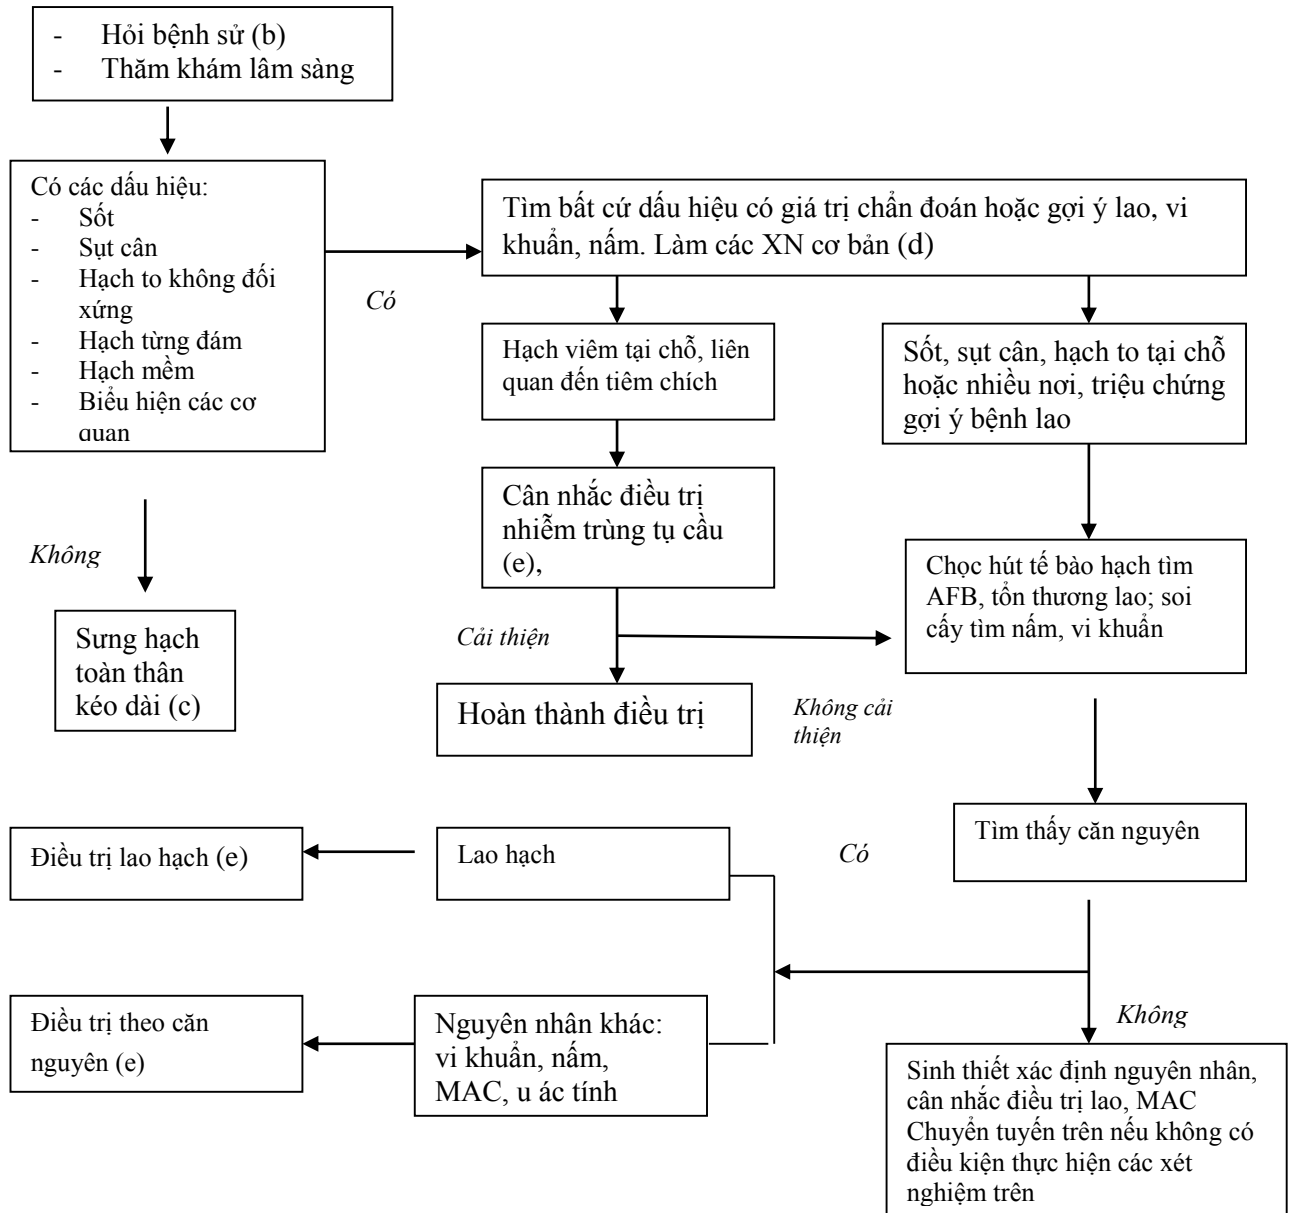 - Hỏi bệnh sử (b)
- Thăm khám lâm sàng
Có các dấu hiệu:
- Sốt
- Sụt cân
- Hạch to không đối
xứng
- Hạch từng đám
- Hạch mềm
- Biểu hiện các cơ
quan
Có
Tìm bất cứ dấu hiệu có giá trị chẩn đoán hoặc gợi ý lao, vi
khuẩn, nấm. Làm các XN cơ bản (d)
Hạch viêm tại chỗ, liên
quan đến tiêm chích
Sốt, sụt cân, hạch to tại chỗ
hoặc nhiều nơi, triệu chứng
gợi ý bệnh lao
Cân nhắc điều trị
nhiễm trùng tụ cầu
(e),
Không
Chọc hút tế bào hạch tìm
AFB, tổn thương lao; soi
cấy tìm nấm, vi khuẩn
Sưng hạch
toàn thân
kéo dài (c)
Cải thiện
Hoàn thành điều trị
Không cải
thiện
Tìm thấy căn nguyên
Điều trị lao hạch (e)
Lao hạch
Có
Điều trị theo căn
nguyên (e)
Nguyên nhân khác:
vi khuẩn, nấm,
MAC, u ác tính
Không
Sinh thiết xác định nguyên nhân,
cân nhắc điều trị lao, MAC
Chuyển tuyến trên nếu không có
điều kiện thực hiện các xét
nghiệm trên